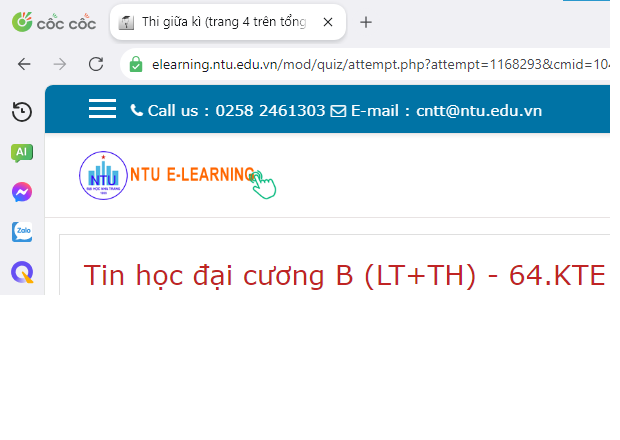 cốc cốc
Thi giữa kì (trang 4 trên tổng
elearning.ntu.edu.vn/mod/quiz/attempt.php?attempt=1168293&cmid=104
Call us : 0258 2461303 E-mail : cntt@ntu.edu.vn
AI
NTU E-LEARNING
NTU
Zalo
Tin học đại cương B (LT+TH) - 64.KTE